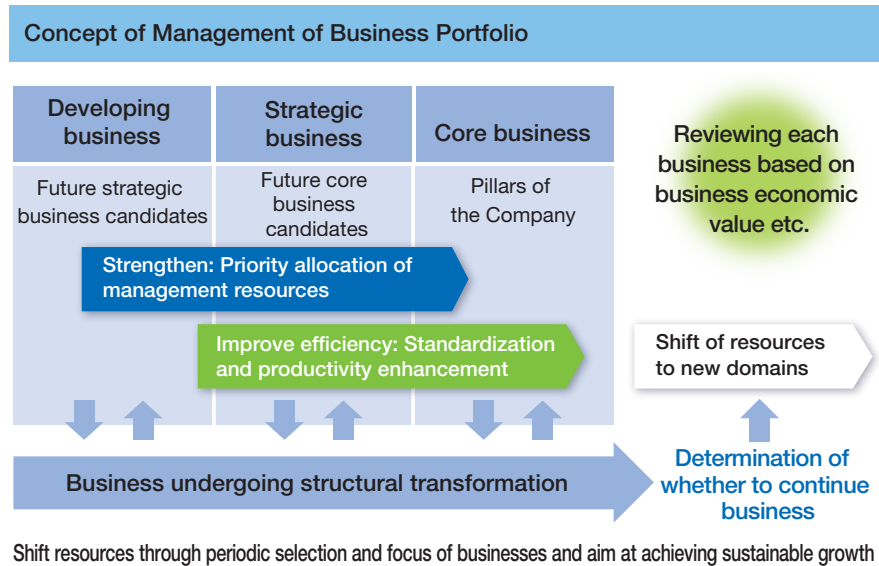 Concept of Management of Business Portfolio
Developing
business
Strategic
business
Core business
Future strategic
business candidates
Future core
business
candidates
Pillars of
the Company
Reviewing each
business based on
business economic
value etc.
Strengthen: Priority allocation of
management resources
Improve efficiency: Standardization
and productivity enhancement
Shift of resources
to new domains
Business undergoing structural transformation
Determination of
whether to continue
business
Shift resources through periodic selection and focus of businesses and aim at achieving sustainable growth